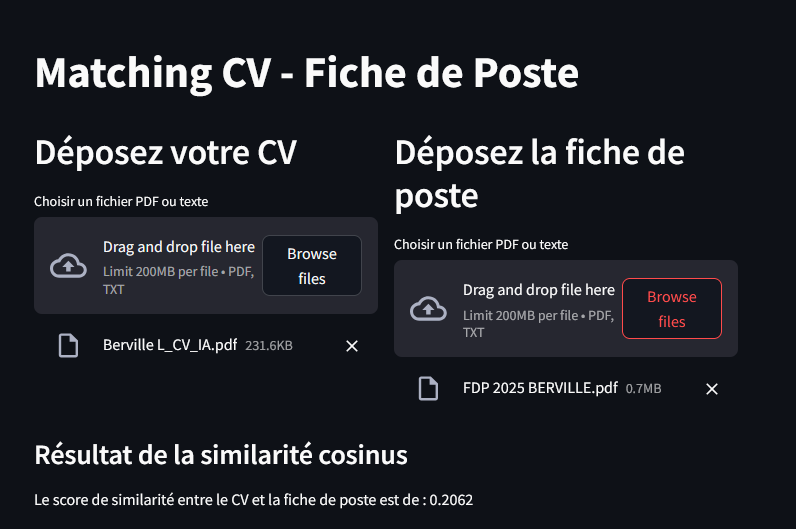 Matching CV - Fiche de Poste
Déposez votre CV
Choisir un fichier PDF ou texte
Drag and drop file here
Limit 200MB per file • PDF,
TXT
Browse
files
Berville L_CV_IA.pdf 231.6KB
Déposez la fiche de
poste
Choisir un fichier PDF ou texte
Drag and drop file here
Limit 200MB per file • PDF,
TXT
Browse
files
FDP 2025 BERVILLE.pdf 0.7MB
Résultat de la similarité cosinus
Le score de similarité entre le CV et la fiche de poste est de : 0.2062